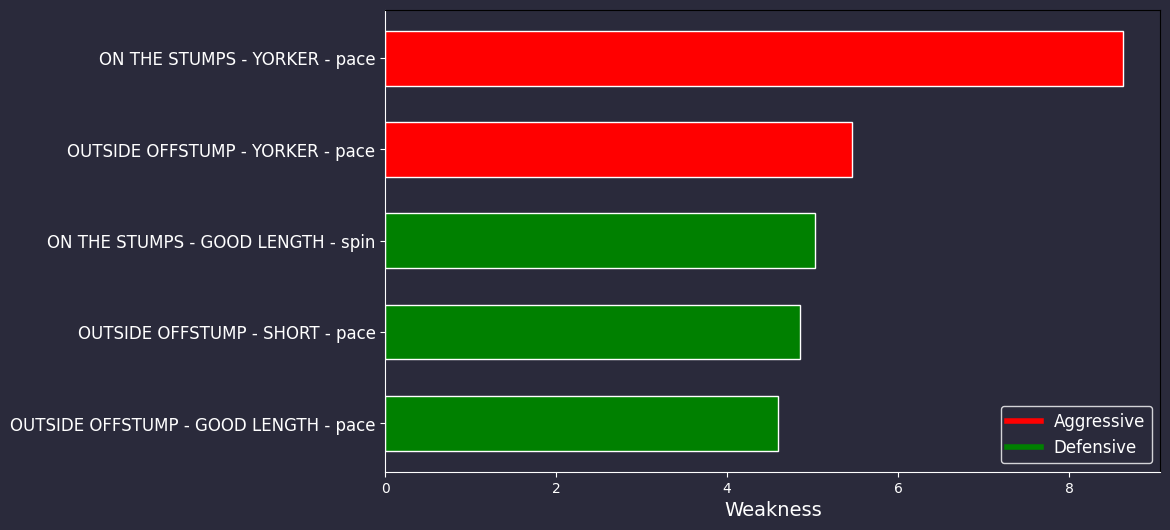 ON THE STUMPS - YORKER - pace
OUTSIDE OFFSTUMP - YORKER - pace
ON THE STUMPS - GOOD LENGTH - spin
OUTSIDE OFFSTUMP - SHORT - pace
OUTSIDE OFFSTUMP - GOOD LENGTH - pace
Aggressive
Defensive
0 2 4 6 8
Weakness